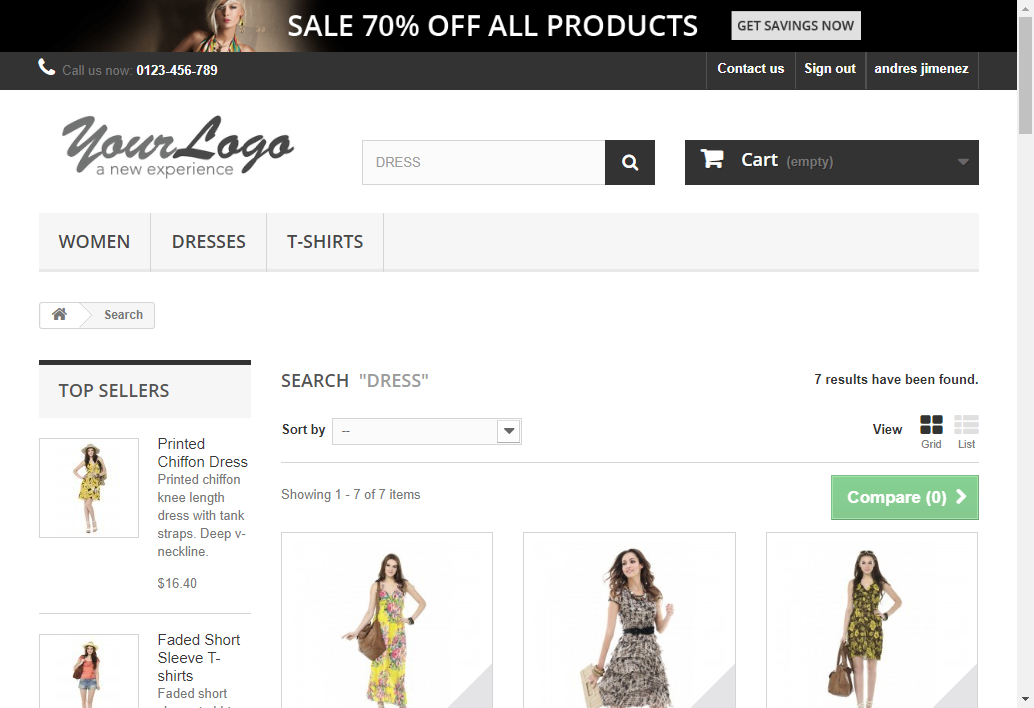 SALE 70% OFF ALL PRODUCTS
GET SAVINGS NOW
Call us now: 0123-456-789
Contact us
Sign out
andres jimenez
YourLogo
a new experience
DRESS
Cart (empty)
WOMEN
DRESSES
T-SHIRTS
Search
TOP SELLERS
Printed
Chiffon Dress
Printed chiffon
knee length
dress with tank
straps. Deep v-
neckline.
$16.40
Faded Short
Sleeve T-
shirts
Faded short
SEARCH "DRESS"
7 results have been found.
Sort by
--
View
Grid
List
Showing 1 - 7 of 7 items
Compare (0)